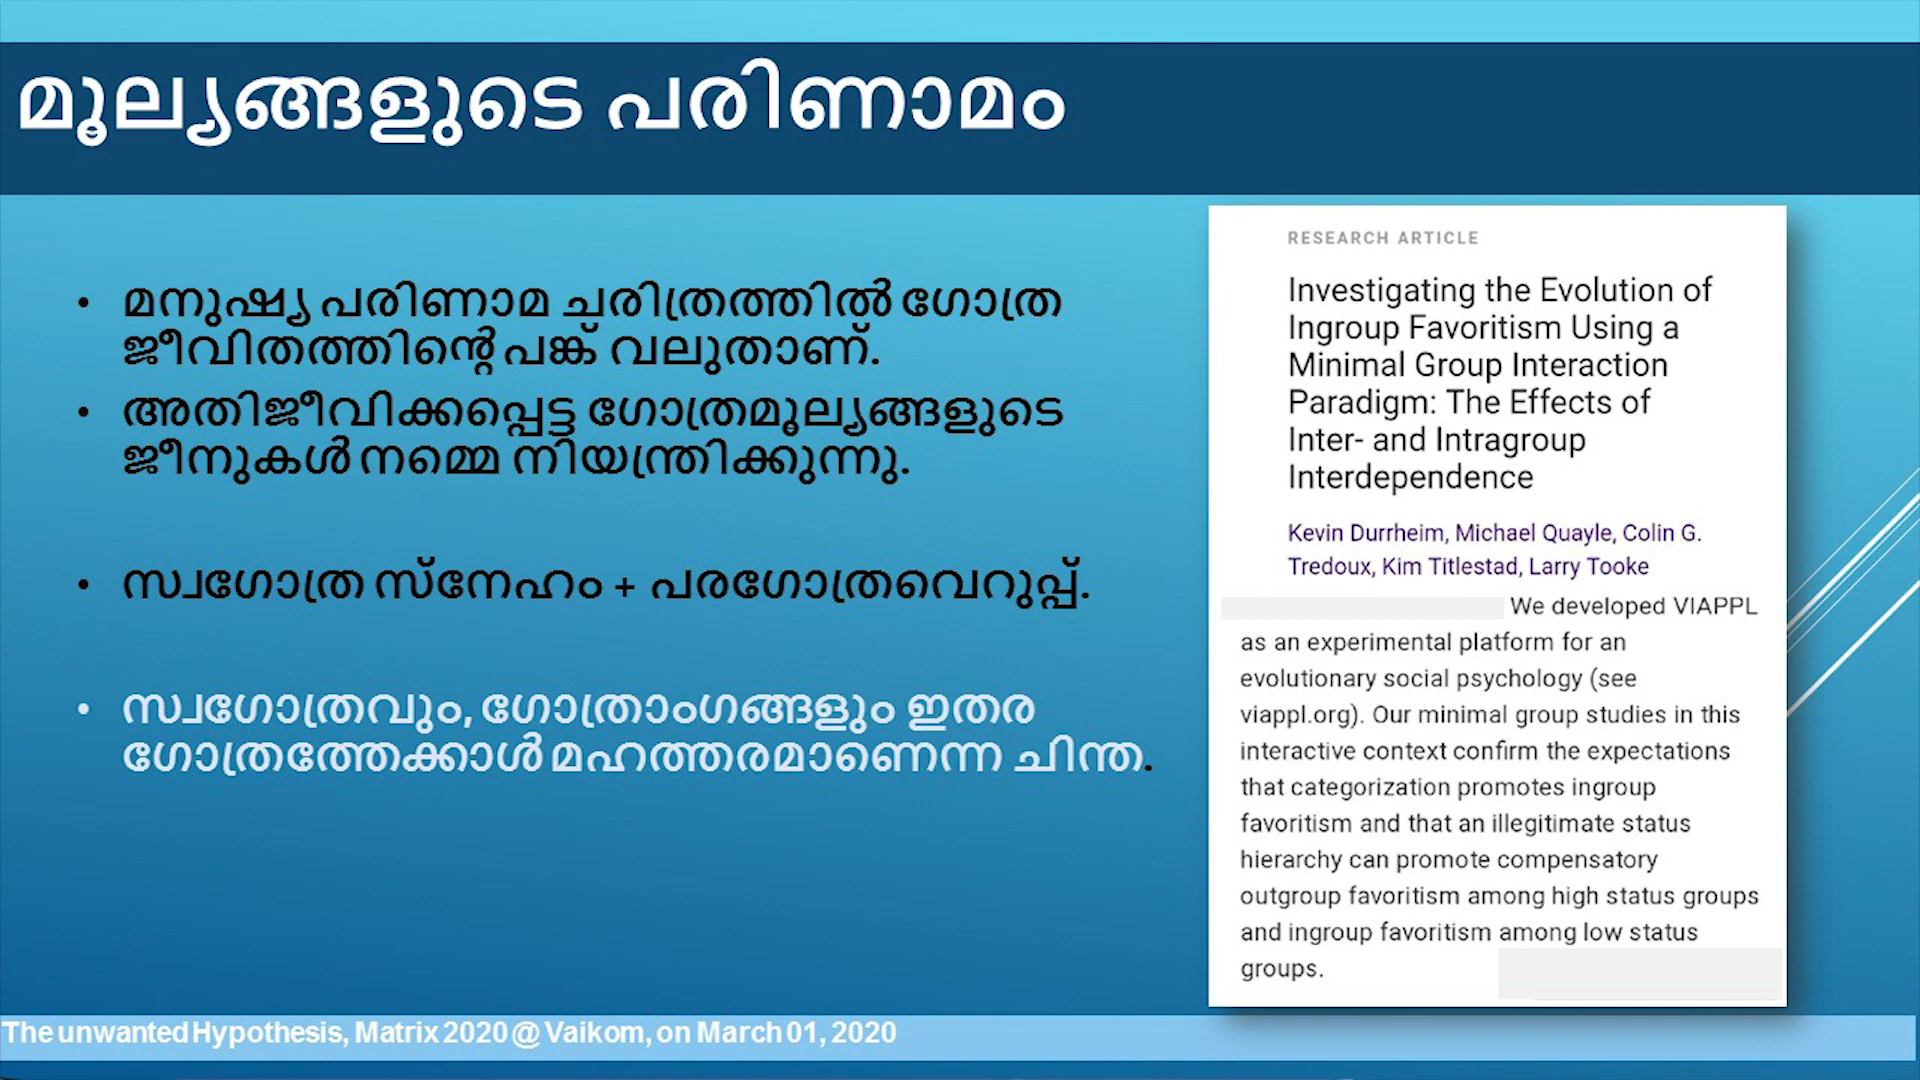 മൂല്യങ്ങളുടെ പരിണാമം
• മനുഷ്യ പരിണാമ ചരിത്രത്തിൽ ഗോത്ര
ജീവിതത്തിന്റെ പങ്ക് വലുതാണ്.
• അതിജീവിക്കപ്പെട്ട ഗോത്രമൂല്യങ്ങളുടെ
ജീനുകൾ നമ്മെ നിയന്ത്രിക്കുന്നു.
• സ്വഗോത്ര സ്നേഹം + പരഗോത്രവെറുപ്പ്.
• സ്വഗോത്രവും, ഗോത്രാംഗങ്ങളും ഇതര
ഗോത്രത്തേക്കാൾ മഹത്തരമാണെന്ന ചിന്ത.
RESEARCH ARTICLE
Investigating the Evolution of
Ingroup Favoritism Using a
Minimal Group Interaction
Paradigm: The Effects of
Inter- and Intragroup
Interdependence
Kevin Durrheim, Michael Quayle, Colin G.
Tredoux, Kim Titlestad, Larry Tooke
We developed VIAPPL
as an experimental platform for an
evolutionary social psychology (see
viappl.org). Our minimal group studies in this
interactive context confirm the expectations
that categorization promotes ingroup
favoritism and that an illegitimate status
hierarchy can promote compensatory
outgroup favoritism among high status groups
and ingroup favoritism among low status
groups.
The unwanted Hypothesis, Matrix 2020 @ Vaikom, on March 01, 2020